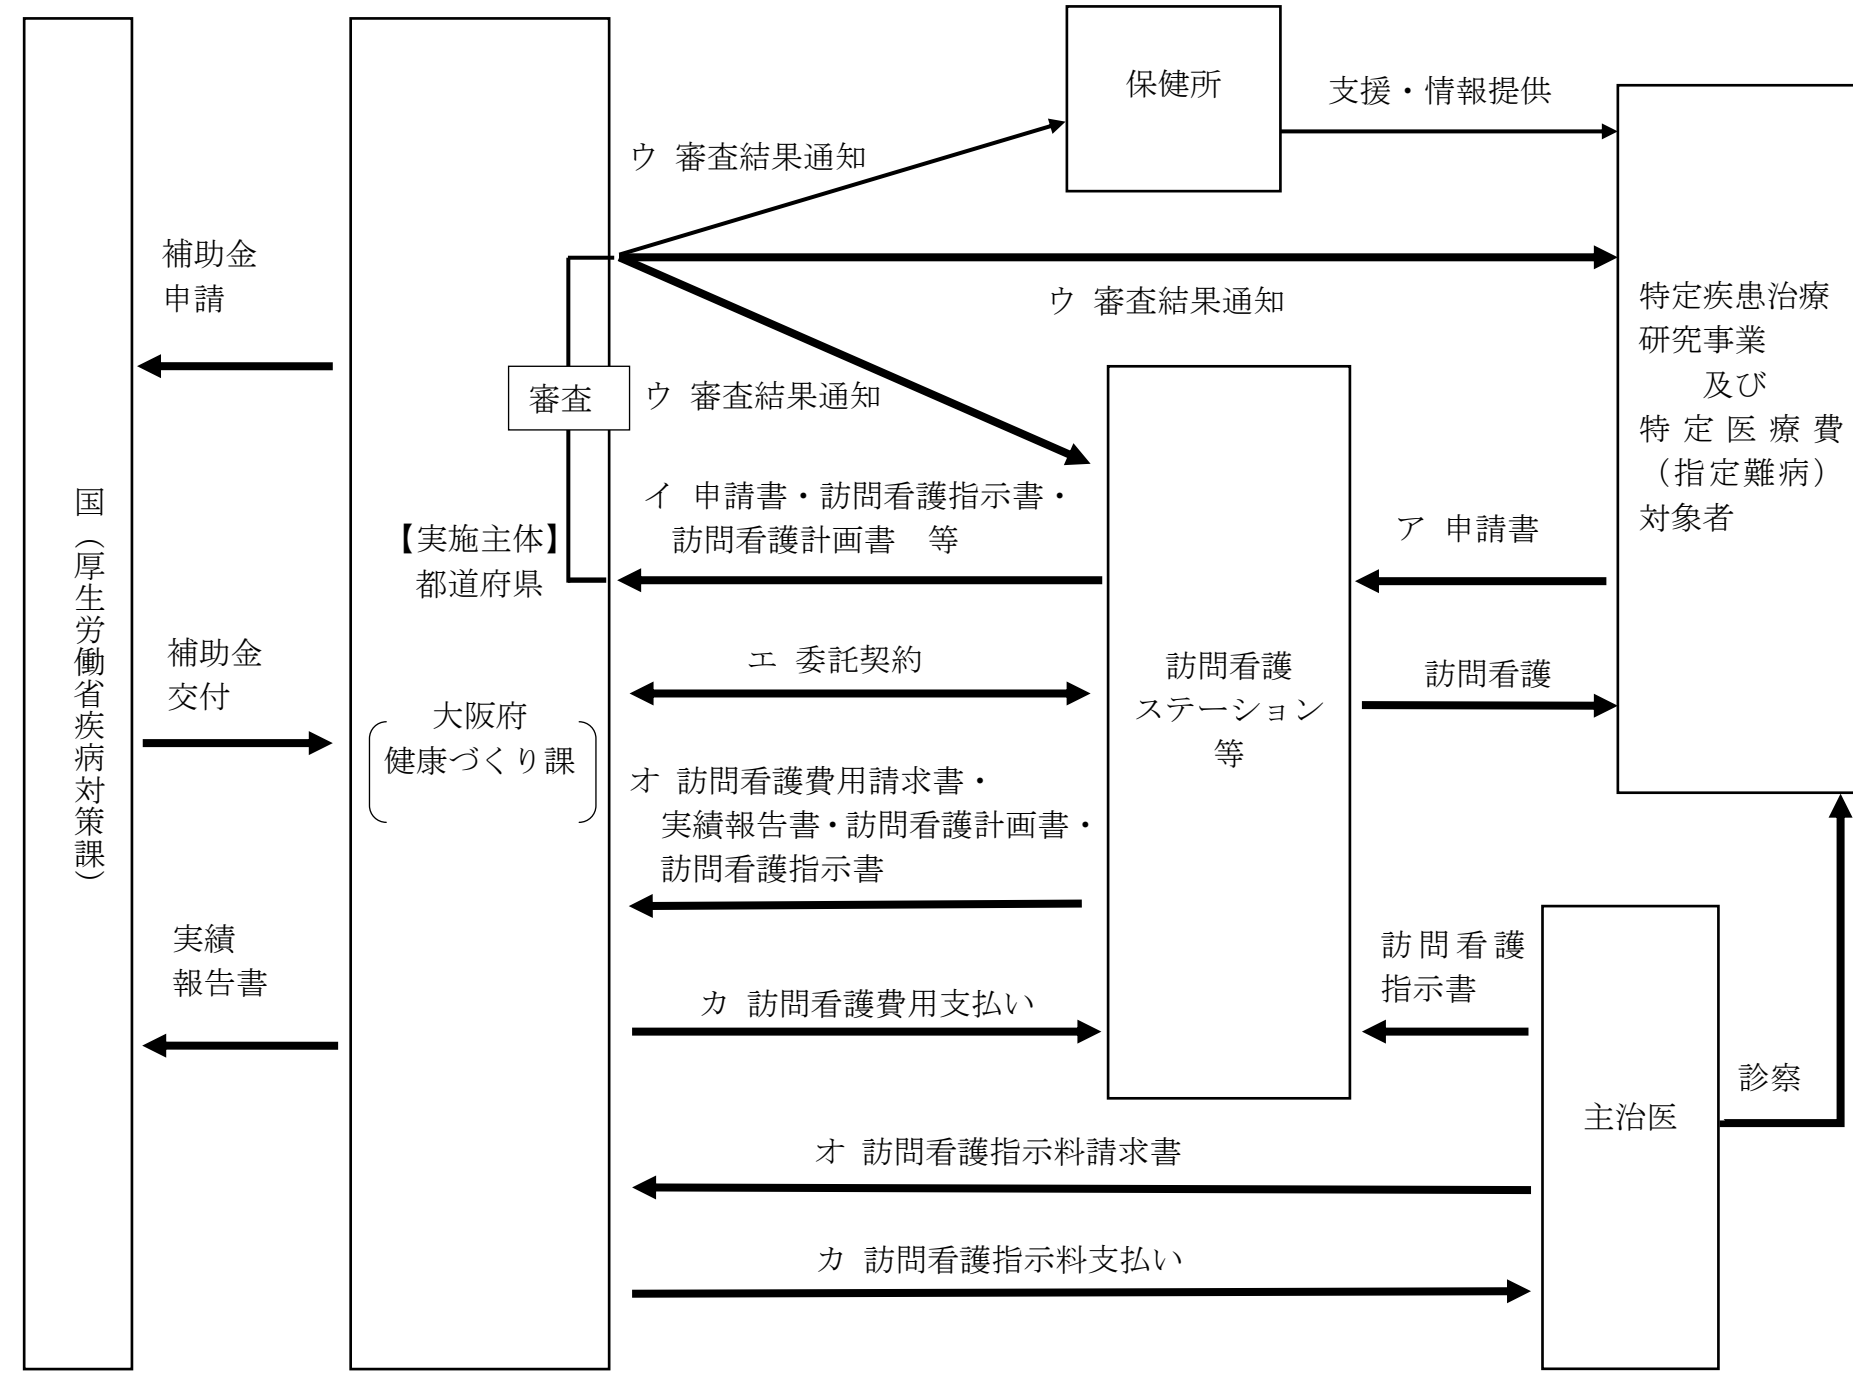 国（厚生労働省疾病対策課）
補助金
申請
補助金
交付
実績
報告書
審査
【実施主体】
都道府県
大阪府
健康づくり課
保健所
支援・情報提供
ウ 審査結果通知
ウ 審査結果通知
ウ 審査結果通知
イ 申請書・訪問看護指示書・
訪問看護計画書　等
エ 委託契約
オ 訪問看護費用請求書・
実績報告書・訪問看護計画書・
訪問看護指示書
カ 訪問看護費用支払い
訪問看護
ステーション
等
ア 申請書
訪問看護
特定疾患治療
研究事業
及び
特定医療費
（指定難病）
対象者
訪問看護
指示書
診察
主治医
オ 訪問看護指示料請求書
カ 訪問看護指示料支払い